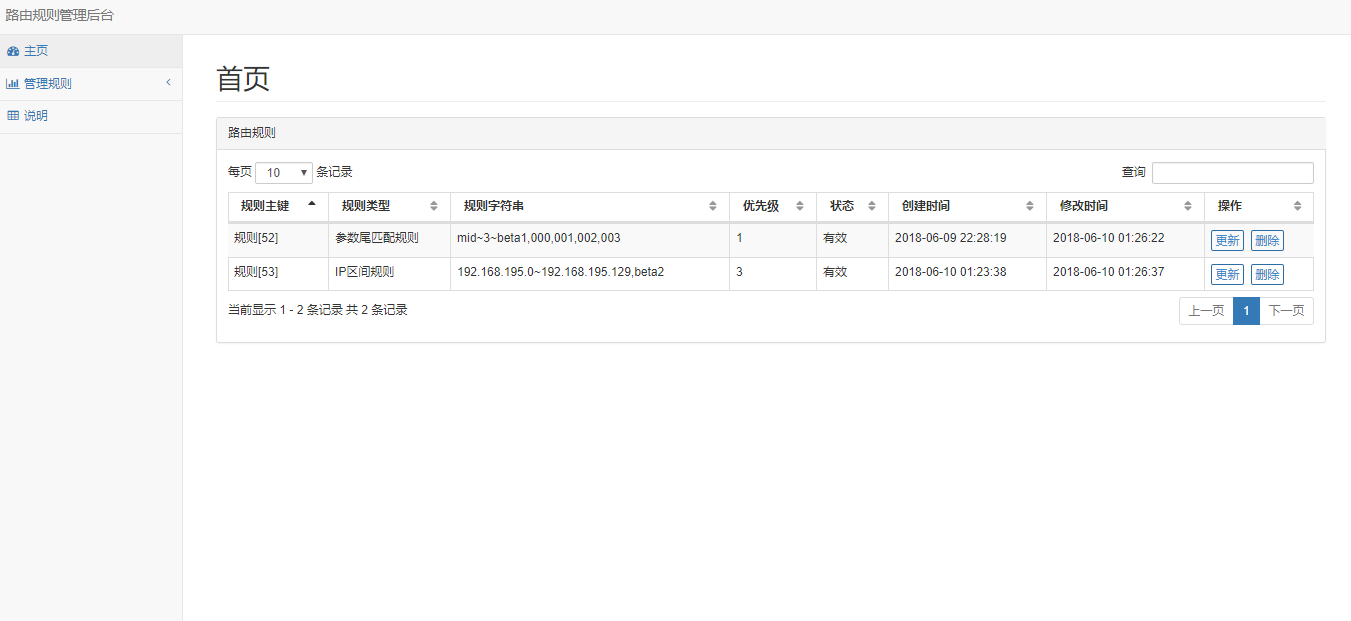 路由规则管理后台
主页
管理规则
说明
首页
路由规则
每页 10 条记录 查询
规则主键 规则类型 规则字符串 优先级 状态 创建时间 修改时间 操作
规则[52] 参数尾匹配规则 mid~3~beta1,000,001,002,003 1 有效 2018-06-09 22:28:19 2018-06-10 01:26:22 更新 删除
规则[53] IP区间规则 192.168.195.0~192.168.195.129,beta2 3 有效 2018-06-10 01:23:38 2018-06-10 01:26:37 更新 删除
当前显示 1 - 2 条记录 共 2 条记录 上一页 1 下一页